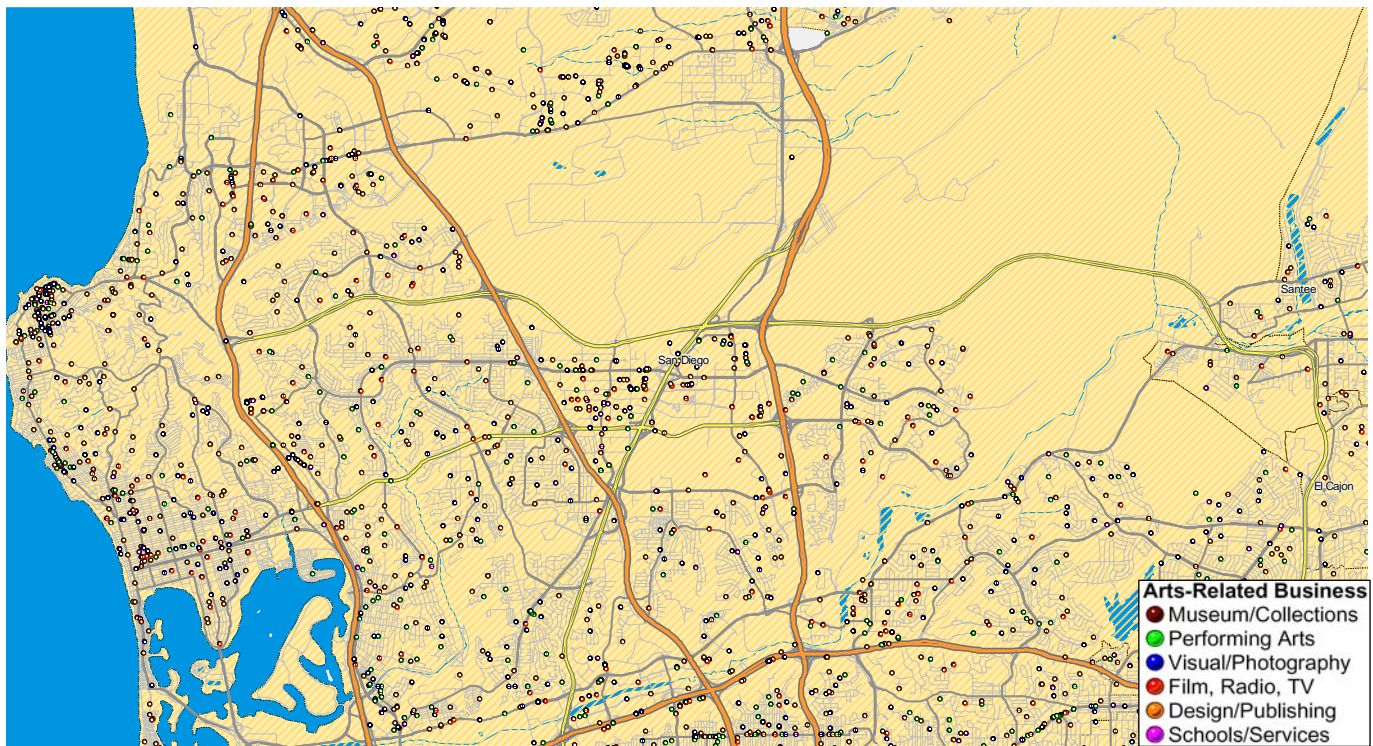 Santee
San Diego
El Cajon
Arts-Related Business
Museum/Collections
Performing Arts
Visual/Photography
Film, Radio, TV
Design/Publishing
Schools/Services